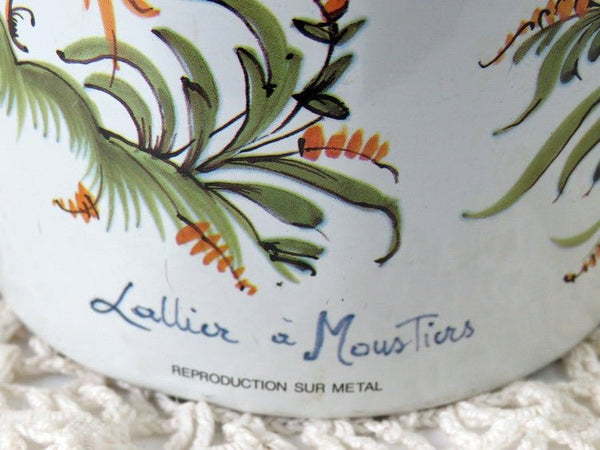 Lallier à Moustiers
REPRODUCTION SUR METAL